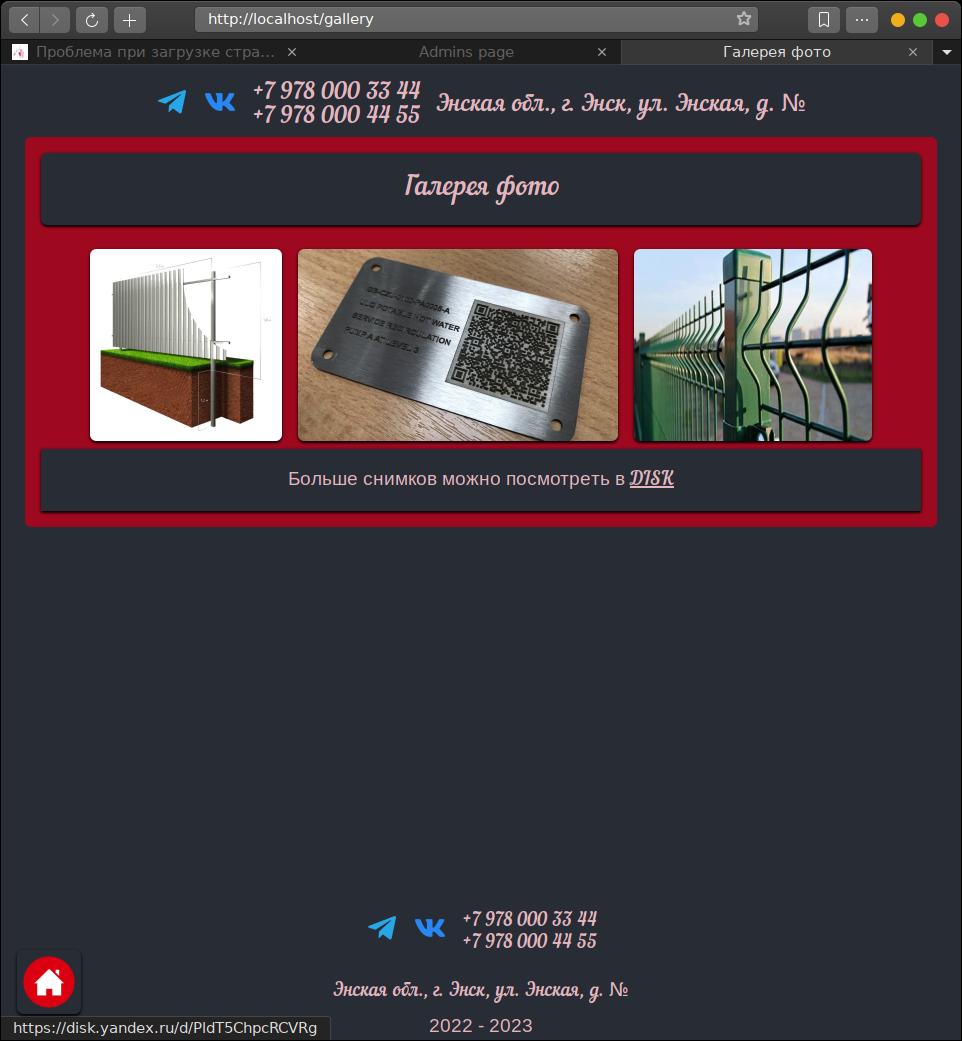 http://localhost/gallery
Проблема при загрузке стра...
Admins page
Галерея фото
+7 978 000 33 44
+7 978 000 44 55
Энская обл., г. Энск, ул. Энская, д. №
Галерея фото
POTABLE HOT WATER
SERVICE
PUMP A AT LEVEL 3
Больше снимков можно посмотреть в DISK
+7 978 000 33 44
+7 978 000 44 55
Энская обл., г. Энск, ул. Энская, д. №
2022 - 2023
https://disk.yandex.ru/d/PldT5ChpcRCVRg